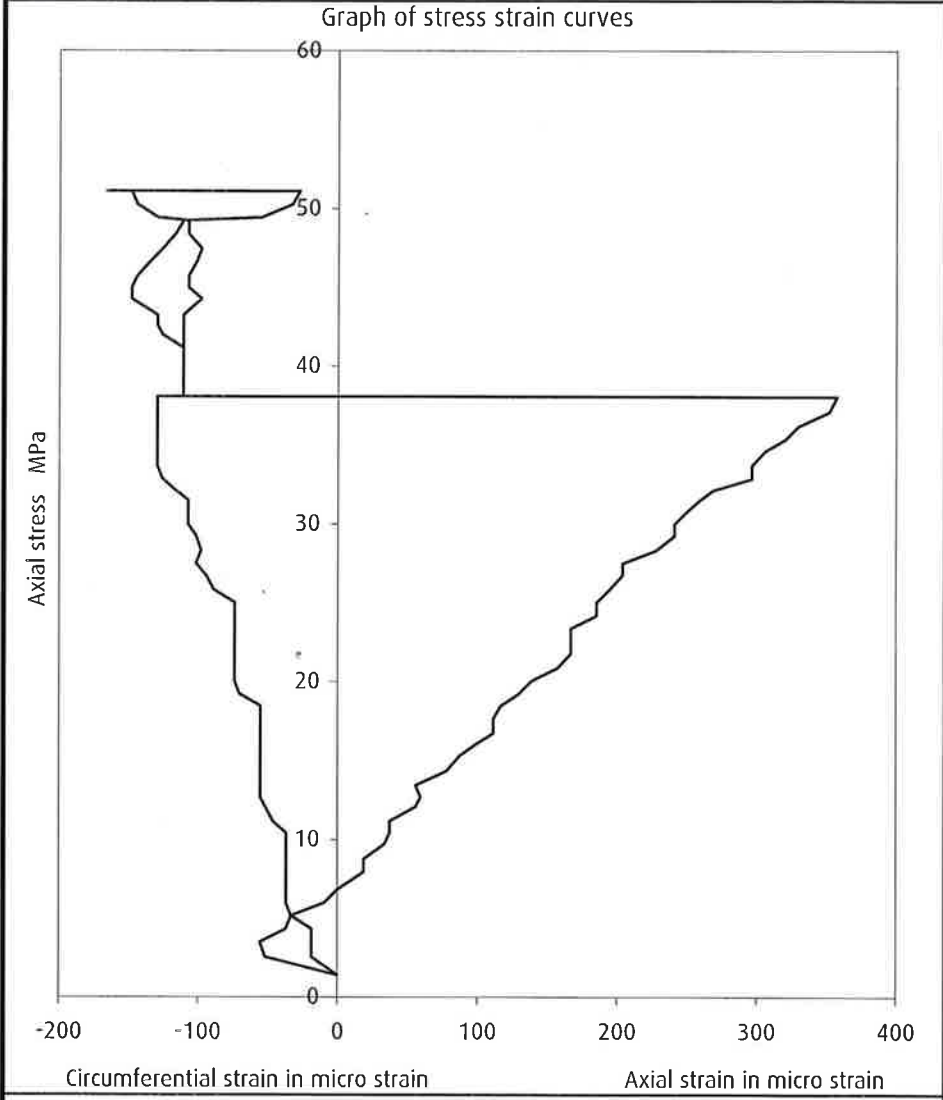 Graph of stress strain curves
60
50
40
30
20
10
0
Axial stress MPa
-200 -100 0 100 200 300 400
Circumferential strain in micro strain Axial strain in micro strain